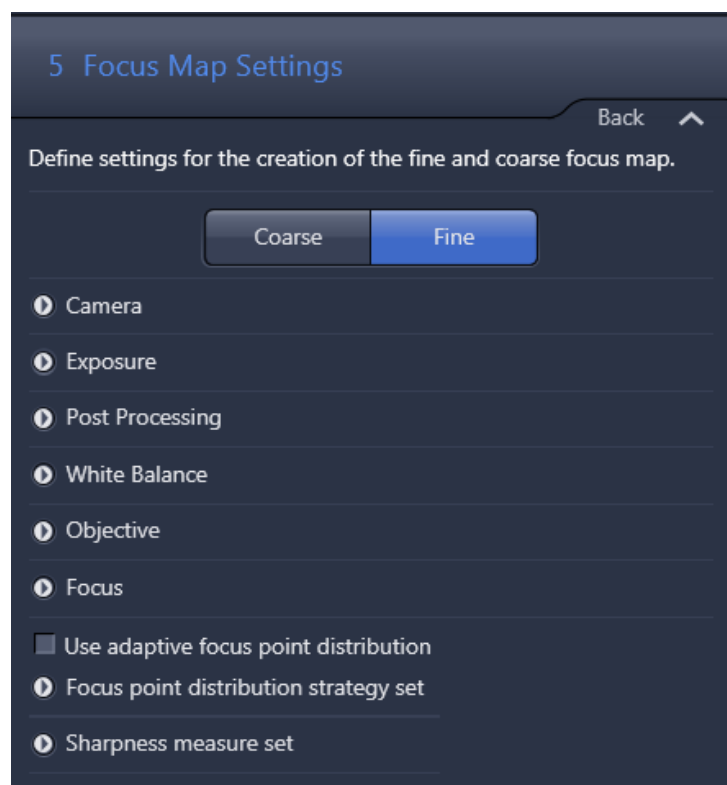 5 Focus Map Settings
Back
Define settings for the creation of the fine and coarse focus map.
Coarse Fine
Camera
Exposure
Post Processing
White Balance
Objective
Focus
Use adaptive focus point distribution
Focus point distribution strategy set
Sharpness measure set